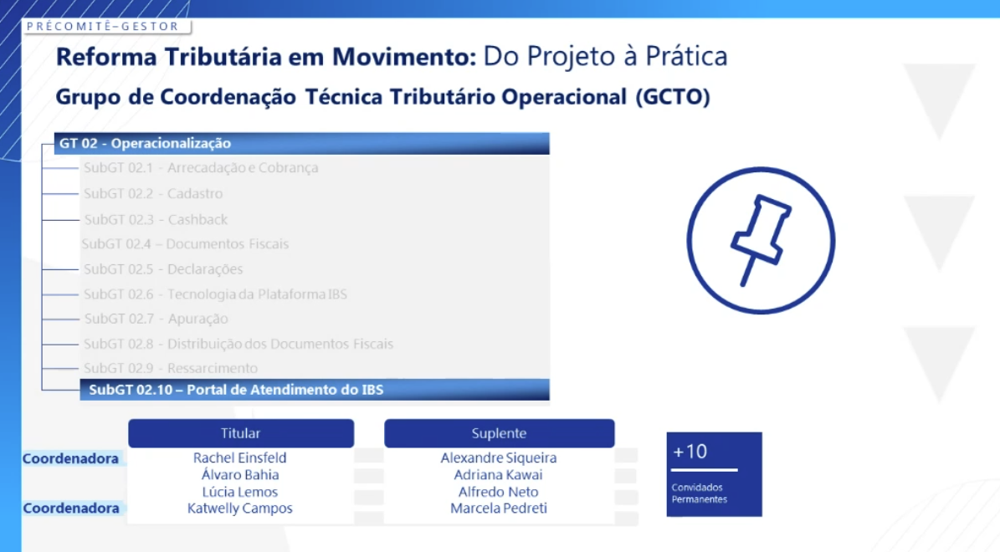 PRÉCOMITÊ–GESTOR
Reforma Tributária em Movimento: Do Projeto à Prática
Grupo de Coordenação Técnica Tributário Operacional (GCTO)
GT 02 - Operacionalização
SubGT 02.1 - Arrecadação e Cobrança
SubGT 02.2 - Cadastro
SubGT 02.3 - Cashback
SubGT 02.4 – Documentos Fiscais
SubGT 02.5 - Declarações
SubGT 02.6 - Tecnologia da Plataforma IBS
SubGT 02.7 - Apuração
SubGT 02.8 - Distribuição dos Documentos Fiscais
SubGT 02.9 - Ressarcimento
SubGT 02.10 – Portal de Atendimento do IBS
Titular Suplente
Coordenadora Rachel Einsfeld Alexandre Siqueira
Álvaro Bahia Adriana Kawai
Lúcia Lemos Alfredo Neto
Coordenadora Katwelly Campos Marcela Pedreti
+10
Convidados
Permanentes